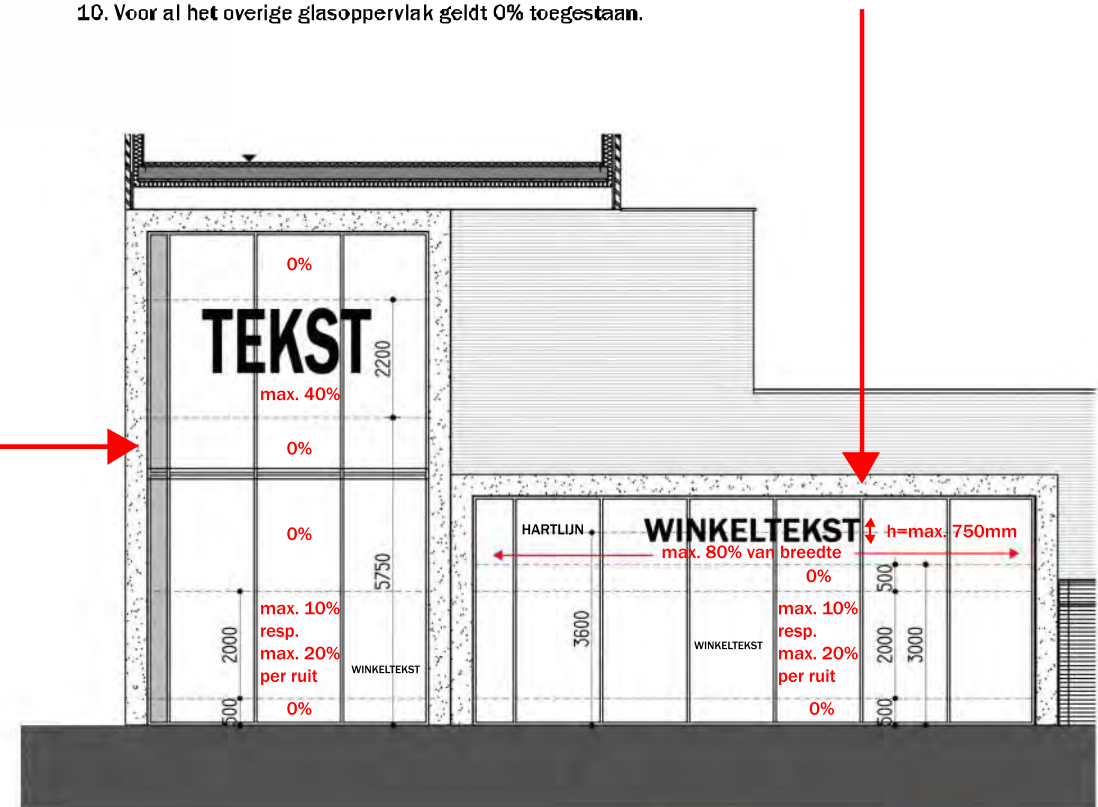 10. Voor al het overige glasoppervlak geldt 0% toegestaan.
0%
TEKST
2200
max. 40%
0%
0%
5750
max. 10%
resp.
max. 20%
per ruit
2000
WINKELTEKST
0%
500
HARTLIJN
WINKELTEKST
h=max. 750mm
max. 80% van breedte
0%
500
3600
max. 10%
resp.
max. 20%
per ruit
WINKELTEKST
2000
3000
0%
500